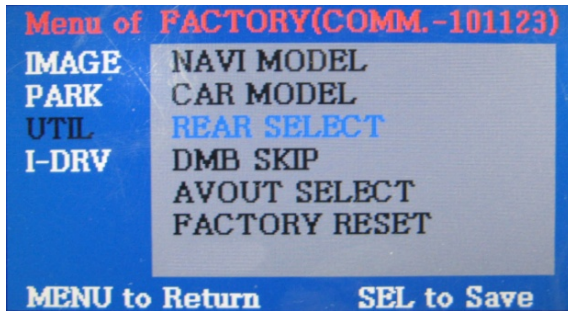 Menu of FACTORY(COMM.-101123)
IMAGE NAVI MODEL
PARK CAR MODEL
UTIL REAR SELECT
I-DRV DMB SKIP
AVOUT SELECT
FACTORY RESET
MENU to Return SEL to Save